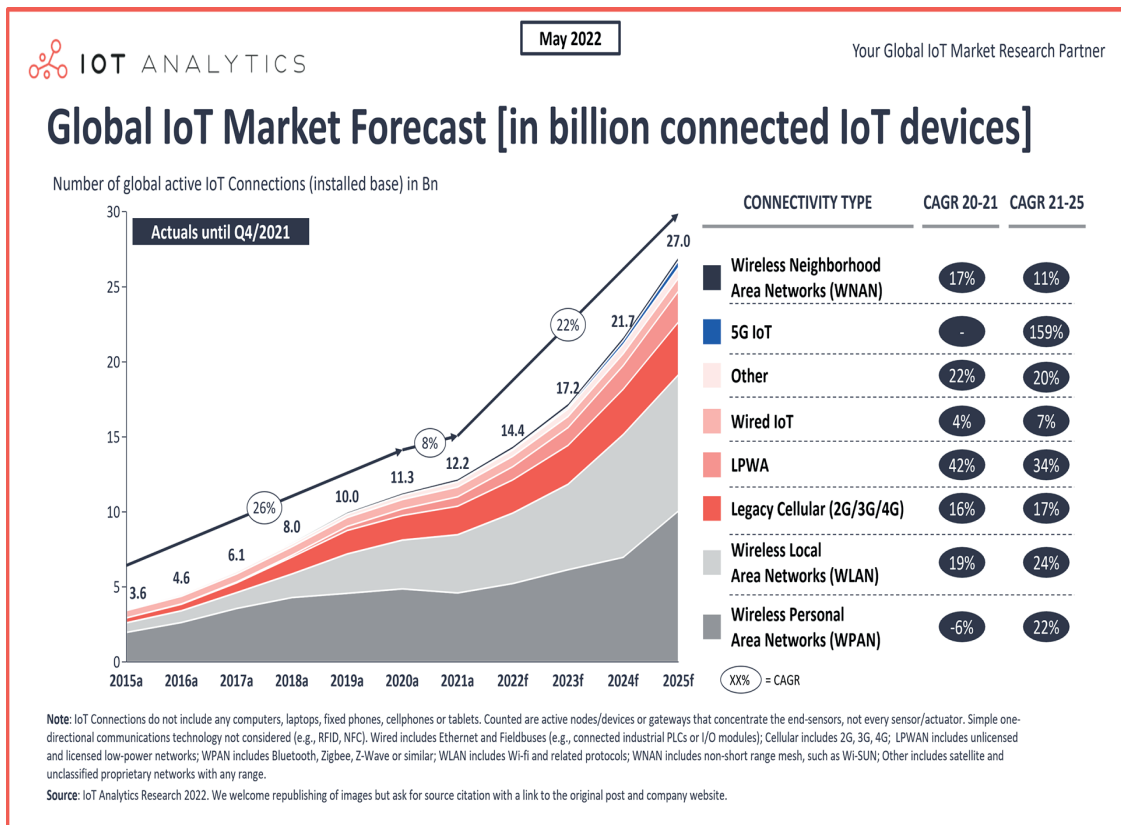 May 2022
IOT ANALYTICS
Your Global IoT Market Research Partner
Global IoT Market Forecast [in billion connected IoT devices]
Number of global active IoT Connections (installed base) in Bn
Actuals until Q4/2021
30
25
20
15
10
5
0
3.6
4.6
6.1
8.0
10.0
11.3
12.2
14.4
17.2
21.7
27.0
26%
8%
22%
2015a 2016a 2017a 2018a 2019a 2020a 2021a 2022f 2023f 2024f 2025f
CONNECTIVITY TYPE CAGR 20-21 CAGR 21-25
Wireless Neighborhood
Area Networks (WNAN) 17% 11%
5G IoT - 159%
Other 22% 20%
Wired IoT 4% 7%
LPWA 42% 34%
Legacy Cellular (2G/3G/4G) 16% 17%
Wireless Local
Area Networks (WLAN) 19% 24%
Wireless Personal
Area Networks (WPAN) -6% 22%
XX% = CAGR
Note: IoT Connections do not include any computers, laptops, fixed phones, cellphones or tablets. Counted are active nodes/devices or gateways that concentrate the end-sensors, not every sensor/actuator. Simple one-
directional communications technology not considered (e.g., RFID, NFC). Wired includes Ethernet and Fieldbuses (e.g., connected industrial PLCs or I/O modules); Cellular includes 2G, 3G, 4G; LPWAN includes unlicensed
and licensed low-power networks; WPAN includes Bluetooth, Zigbee, Z-Wave or similar; WLAN includes Wi-fi and related protocols; WNAN includes non-short range mesh, such as Wi-SUN; Other includes satellite and
unclassified proprietary networks with any range.
Source: IoT Analytics Research 2022. We welcome republishing of images but ask for source citation with a link to the original post and company website.